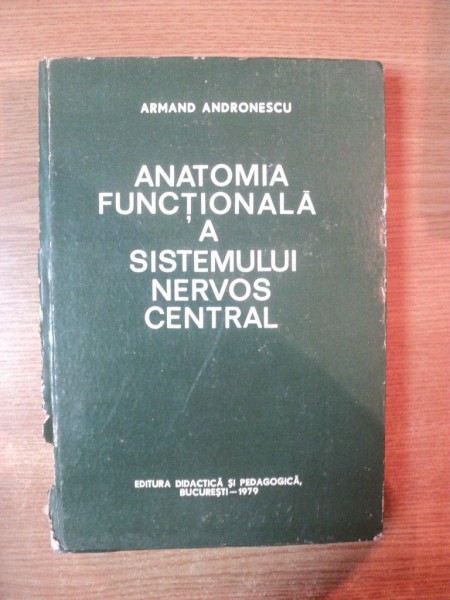 ARMAND ANDRONESCU
ANATOMIA
FUNCȚIONALĂ
A
SISTEMULUI
NERVOS
CENTRAL
EDITURA DIDACTICĂ ȘI PEDAGOGICĂ,
BUCUREȘTI—1979